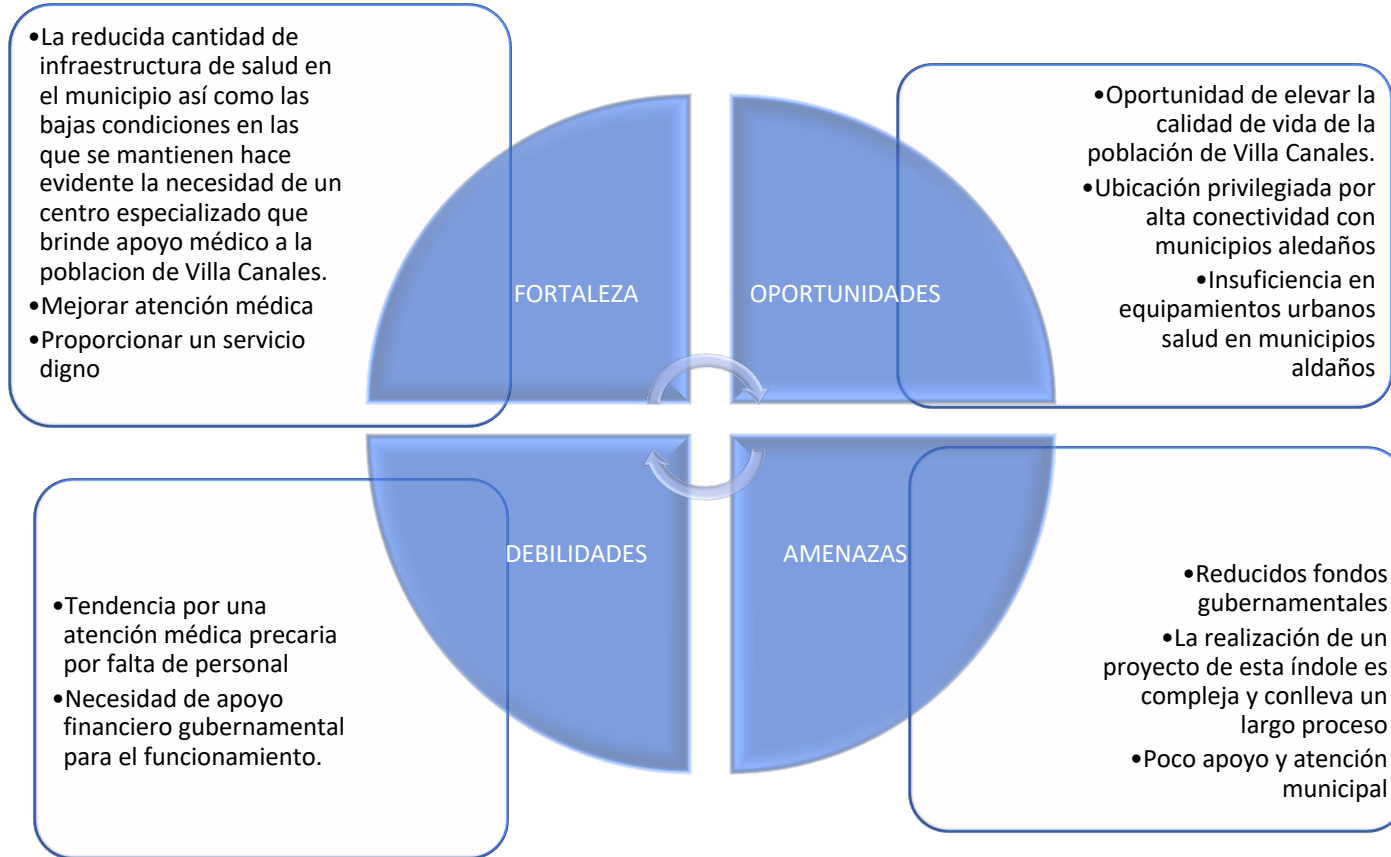 •La reducida cantidad de
infraestructura de salud en
el municipio así como las
bajas condiciones en las
que se mantienen hace
evidente la necesidad de un
centro especializado que
brinde apoyo médico a la
poblacion de Villa Canales.
•Mejorar atención médica
•Proporcionar un servicio
digno
FORTALEZA
OPORTUNIDADES
•Oportunidad de elevar la
calidad de vida de la
población de Villa Canales.
•Ubicación privilegiada por
alta conectividad con
municipios aledaños
•Insuficiencia en
equipamientos urbanos
salud en municipios
aldaños
•Tendencia por una
atención médica precaria
por falta de personal
•Necesidad de apoyo
financiero gubernamental
para el funcionamiento.
DEBILIDADES
AMENAZAS
•Reducidos fondos
gubernamentales
•La realización de un
proyecto de esta índole es
compleja y conlleva un
largo proceso
•Poco apoyo y atención
municipal